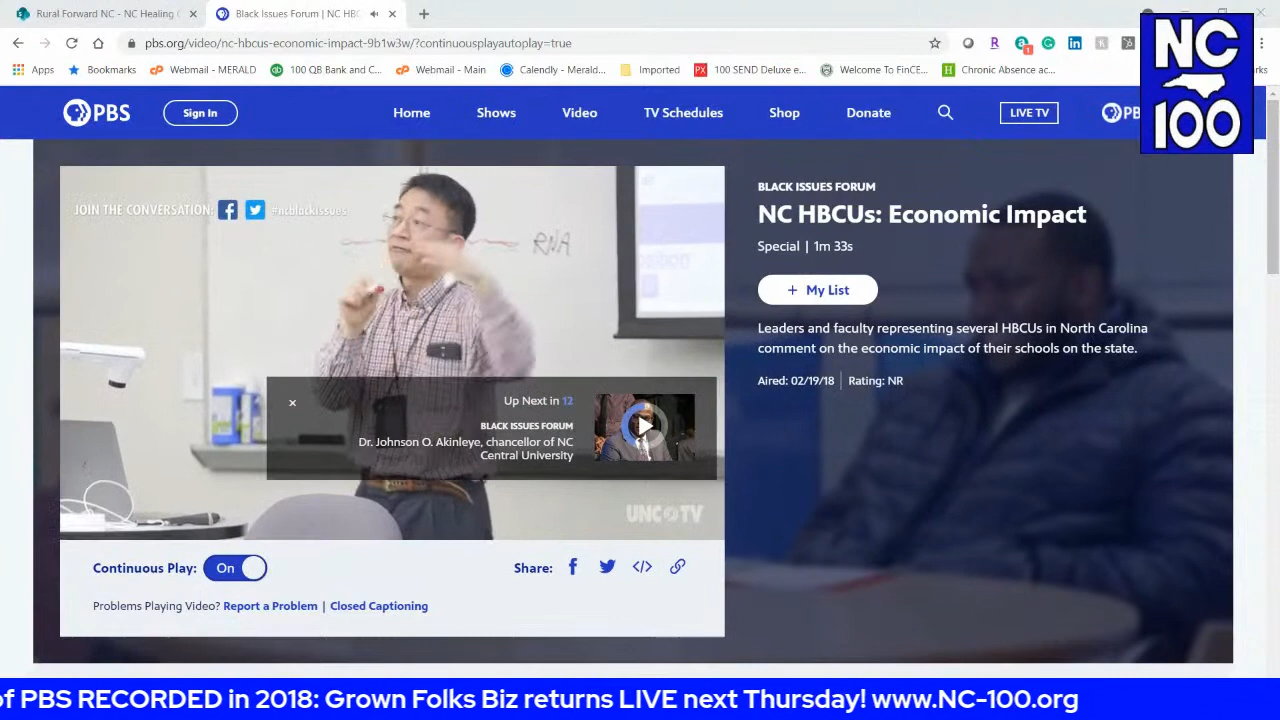 Rural Forward NC - NC Healing
Black Issues Forum | NC HBC
pbs.org/video/nc-hbcus-economic-impact-9b1w3w/?continuousplayautoplay=true
Apps
Bookmarks
Webmail - MERALD
100 QB Bank and C...
Webmail - Main
Calendly - Merald...
Imported
100 SEND Deluxe e...
Welcome To FinCE...
Chronic Absence ac...
NC
100
PBS
Sign In
Home
Shows
Video
TV Schedules
Shop
Donate
LIVE TV
JOIN THE CONVERSATION:
#ncblackissues
RNA
BLACK ISSUES FORUM
NC HBCUs: Economic Impact
Special | 1m 33s
+ My List
Leaders and faculty representing several HBCUs in North Carolina
comment on the economic impact of their schools on the state.
Aired: 02/19/18 | Rating: NR
Up Next in 12
BLACK ISSUES FORUM
Dr. Johnson O. Akinleye, chancellor of NC
Central University
UNC TV
Continuous Play: On
Share:
Problems Playing Video? Report a Problem | Closed Captioning
of PBS RECORDED in 2018: Grown Folks Biz returns LIVE next Thursday! www.NC-100.org